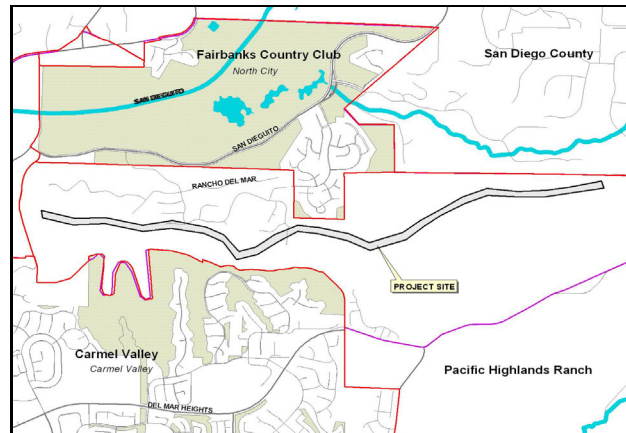 Fairbanks Country Club
North City
San Diego County
SAN DIEGUITO
SAN DIEGUITO
RANCHO DEL MAR
PROJECT SITE
Carmel Valley
Carmel Valley
Pacific Highlands Ranch
DEL MAR HEIGHTS